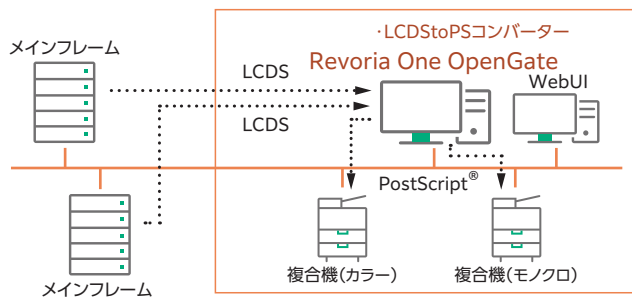 ・LCDStoPSコンバーター
Revoria One OpenGate
メインフレーム
LCDS
WebUI
LCDS
PostScript®
メインフレーム
複合機(カラー)
複合機(モノクロ)